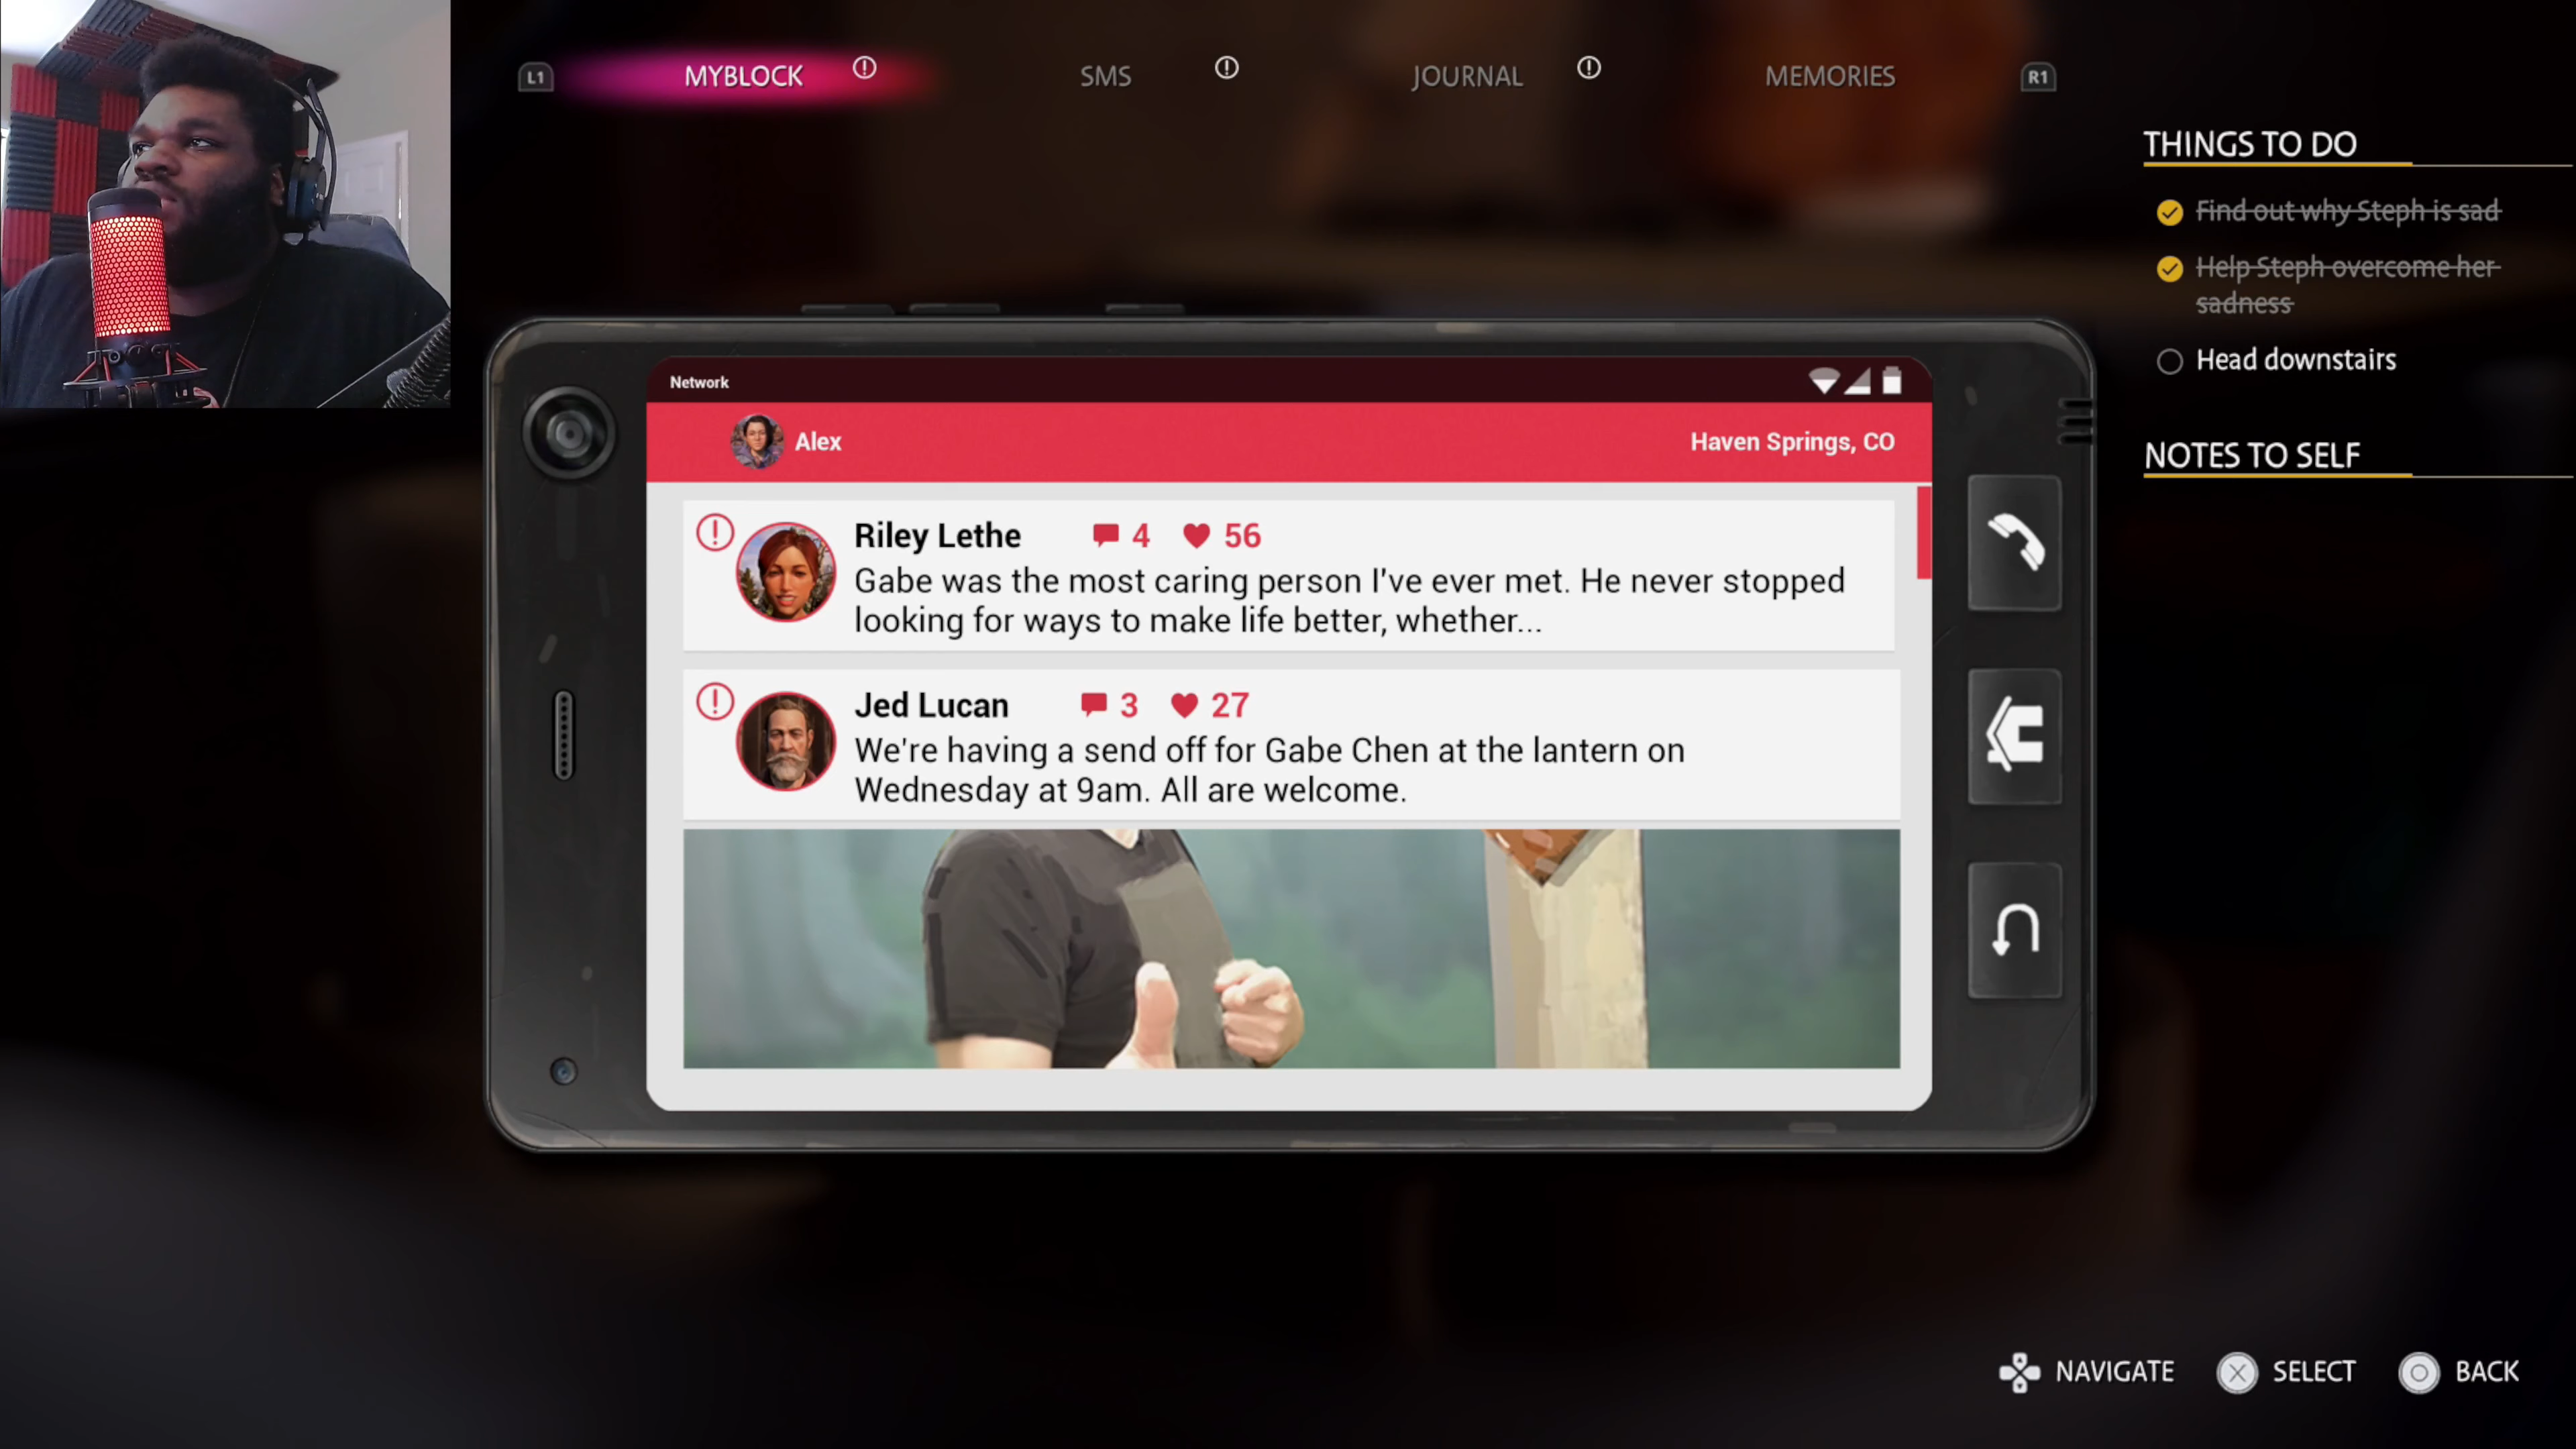 L1
MYBLOCK
SMS
JOURNAL
MEMORIES
R1
THINGS TO DO
Find out why Steph is sad
Help Steph overcome her
sadness
Head downstairs
NOTES TO SELF
Network
Alex
Haven Springs, CO
Riley Lethe 4 56
Gabe was the most caring person I've ever met. He never stopped
looking for ways to make life better, whether...
Jed Lucan 3 27
We're having a send off for Gabe Chen at the lantern on
Wednesday at 9am. All are welcome.
NAVIGATE
SELECT
BACK